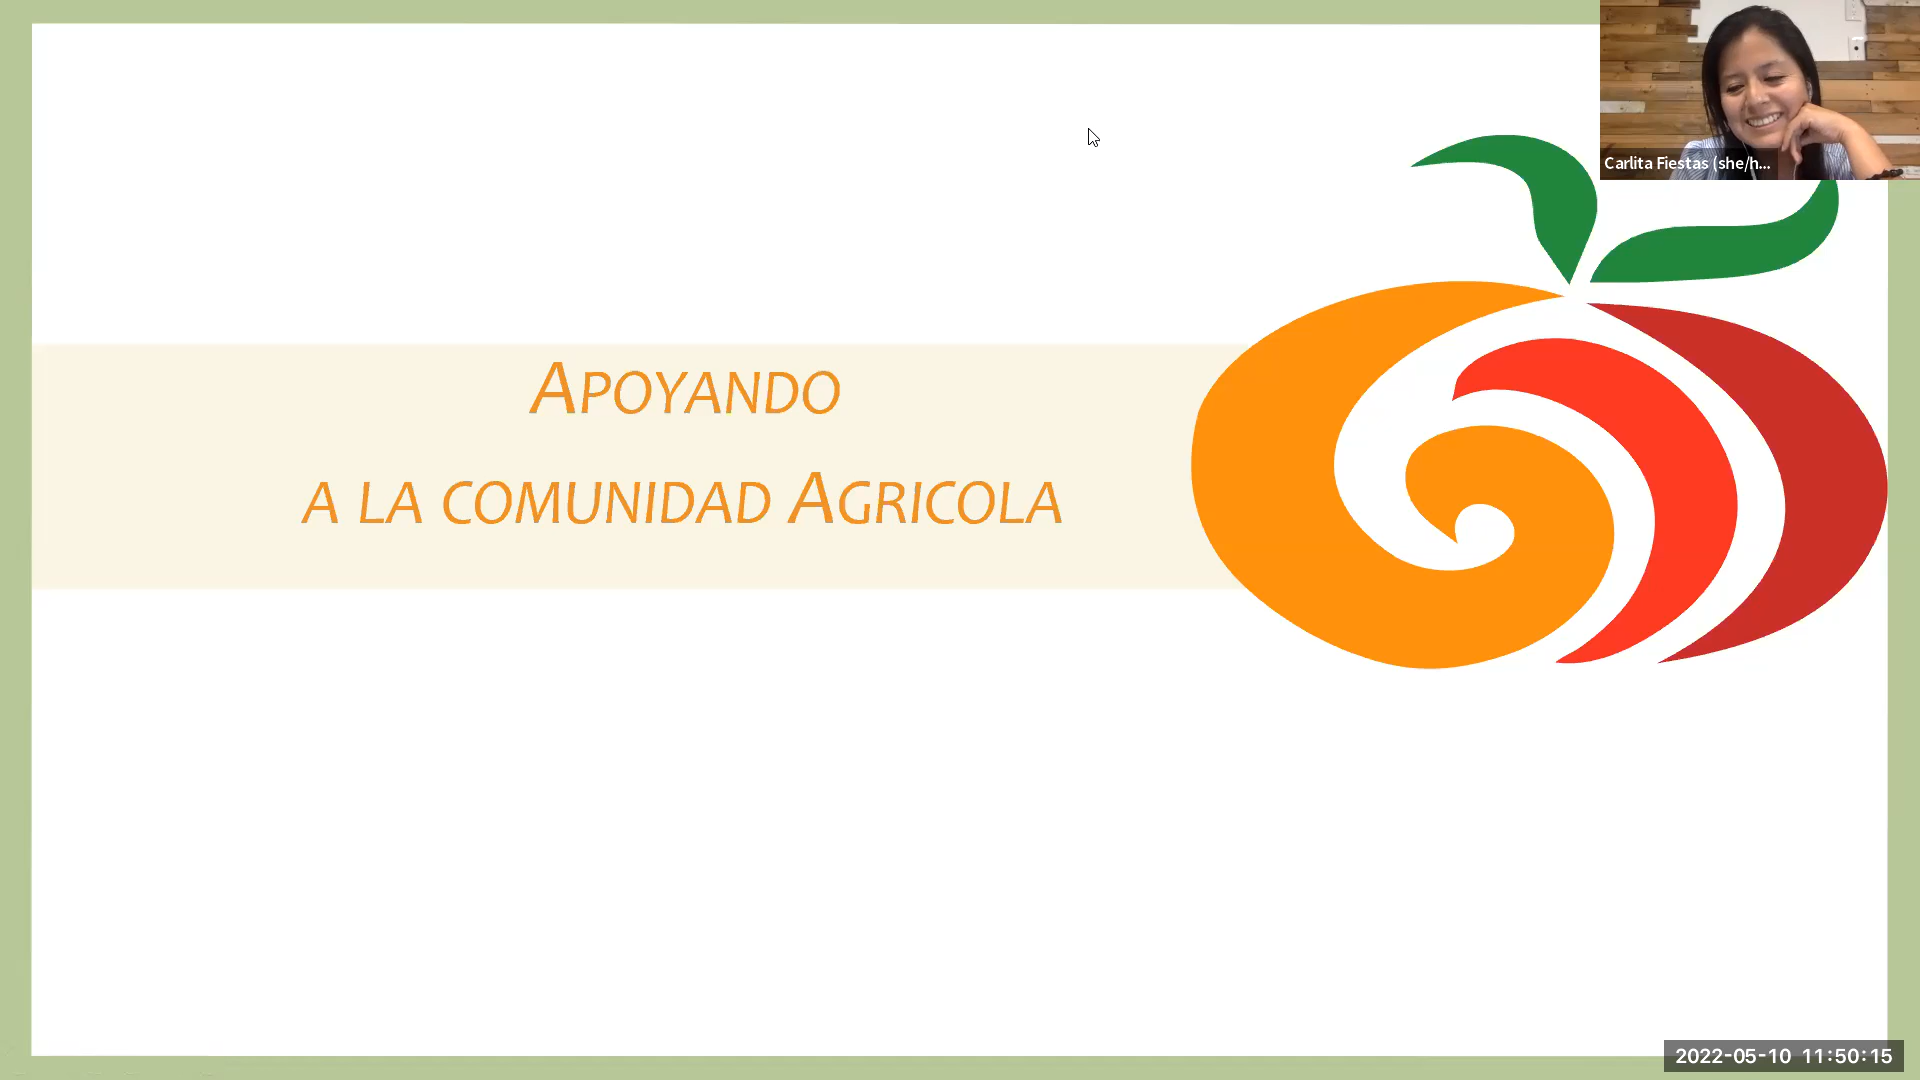 APOYANDO
A LA COMUNIDAD AGRICOLA
Carlita Fiestas (she/h...
2022-05-10 11:50:15